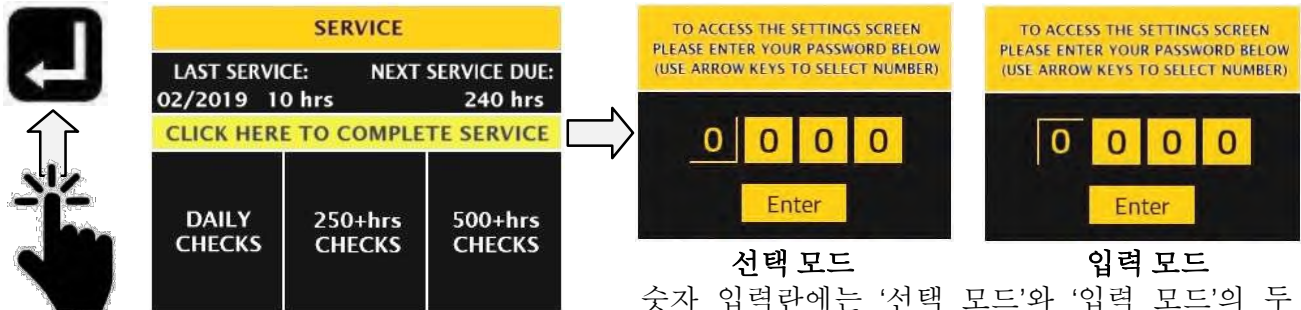 SERVICE
LAST SERVICE: NEXT SERVICE DUE:
02/2019 10 hrs 240 hrs
CLICK HERE TO COMPLETE SERVICE
DAILY CHECKS
250+hrs CHECKS
500+hrs CHECKS
TO ACCESS THE SETTINGS SCREEN
PLEASE ENTER YOUR PASSWORD BELOW
(USE ARROW KEYS TO SELECT NUMBER)
0 0 0 0
Enter
선택 모드
TO ACCESS THE SETTINGS SCREEN
PLEASE ENTER YOUR PASSWORD BELOW
(USE ARROW KEYS TO SELECT NUMBER)
0 0 0 0
Enter
입력 모드
숫자 입력란에는 ‘선택 모드’와 ‘입력 모드’의 두